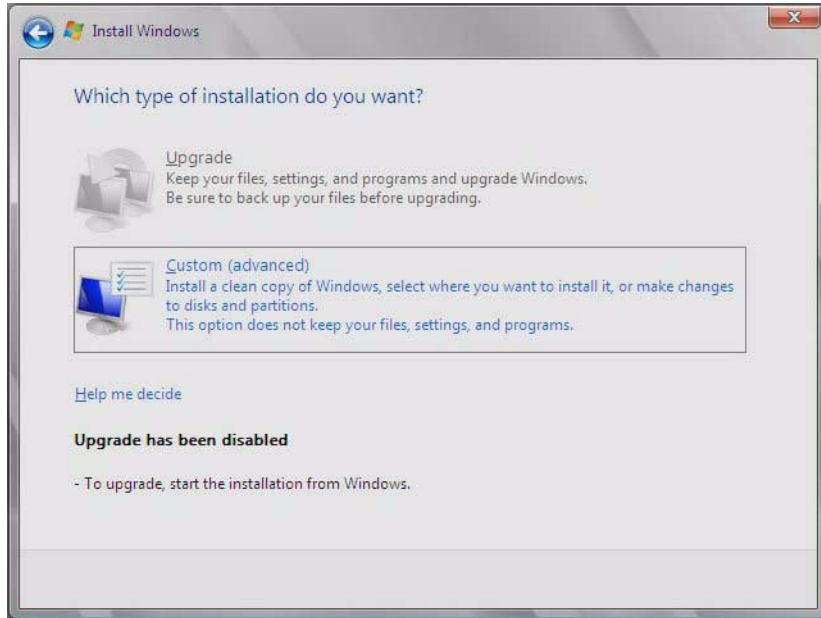 Install Windows
Which type of installation do you want?
Upgrade
Keep your files, settings, and programs and upgrade Windows.
Be sure to back up your files before upgrading.
Custom (advanced)
Install a clean copy of Windows, select where you want to install it, or make changes
to disks and partitions.
This option does not keep your files, settings, and programs.
Help me decide
Upgrade has been disabled
- To upgrade, start the installation from Windows.